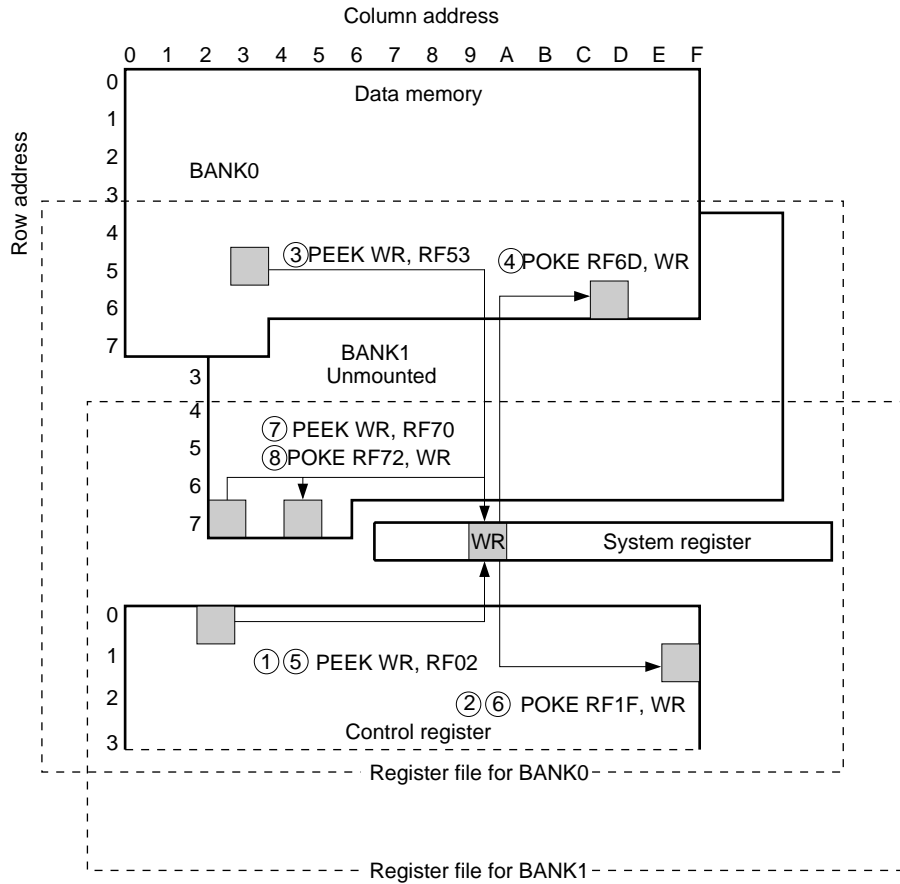 Column address
0 1 2 3 4 5 6 7 8 9 A B C D E F
Row address
0
1
2
3
4
5
6
7
Data memory
BANK0
③PEEK WR, RF53
④POKE RF6D, WR
BANK1
Unmounted
3
4
5
6
7
⑦ PEEK WR, RF70
⑧POKE RF72, WR
WR
System register
0
1
2
3
①⑤ PEEK WR, RF02
②⑥ POKE RF1F, WR
Control register
Register file for BANK0
Register file for BANK1